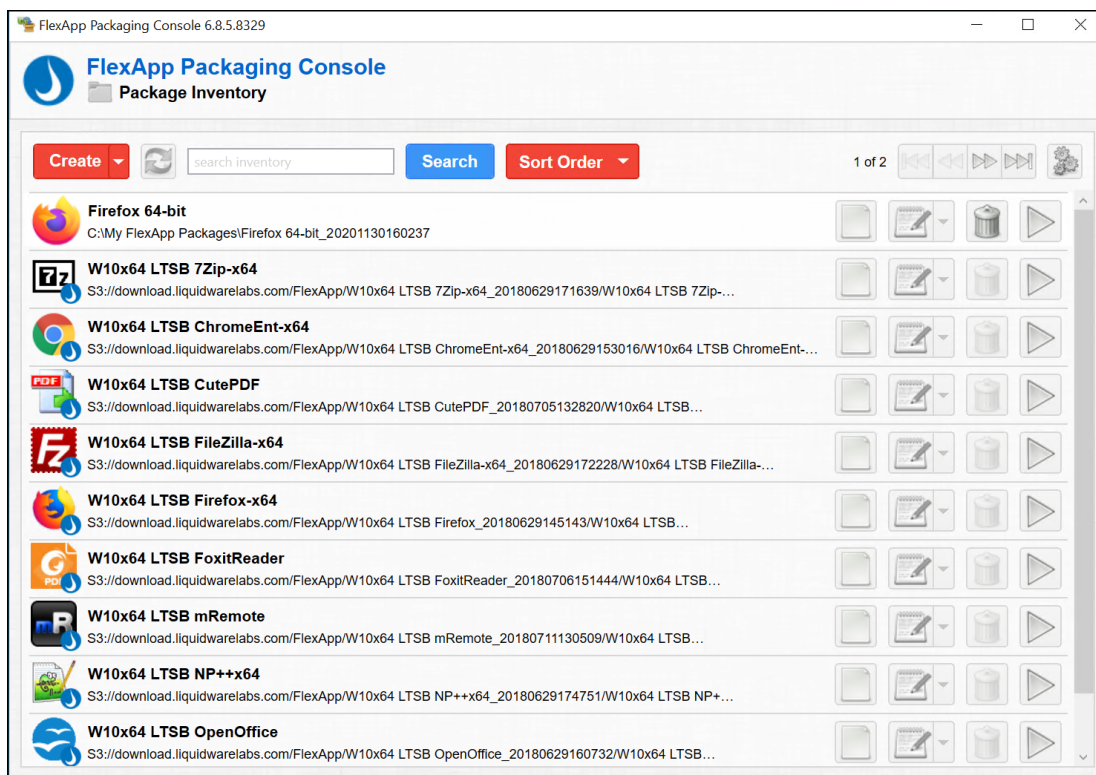 FlexApp Packaging Console 6.8.5.8329
FlexApp Packaging Console
Package Inventory
Create
search inventory
Search
Sort Order
1 of 2
Firefox 64-bit
C:\My FlexApp Packages\Firefox 64-bit_20201130160237
7z
W10x64 LTSB 7Zip-x64
S3://download.liquidwarelabs.com/FlexApp/W10x64 LTSB 7Zip-x64_20180629171639/W10x64 LTSB 7Zip-...
W10x64 LTSB ChromeEnt-x64
S3://download.liquidwarelabs.com/FlexApp/W10x64 LTSB ChromeEnt-x64_20180629153016/W10x64 LTSB ChromeEnt-...
PDF
W10x64 LTSB CutePDF
S3://download.liquidwarelabs.com/FlexApp/W10x64 LTSB CutePDF_20180705132820/W10x64 LTSB...
Fz
W10x64 LTSB FileZilla-x64
S3://download.liquidwarelabs.com/FlexApp/W10x64 LTSB FileZilla-x64_20180629172228/W10x64 LTSB FileZilla-...
W10x64 LTSB Firefox-x64
S3://download.liquidwarelabs.com/FlexApp/W10x64 LTSB Firefox_20180629145143/W10x64 LTSB...
G
PDF
W10x64 LTSB FoxitReader
S3://download.liquidwarelabs.com/FlexApp/W10x64 LTSB FoxitReader_20180706151444/W10x64 LTSB...
mR
W10x64 LTSB mRemote
S3://download.liquidwarelabs.com/FlexApp/W10x64 LTSB mRemote_20180711130509/W10x64 LTSB...
W10x64 LTSB NP++x64
S3://download.liquidwarelabs.com/FlexApp/W10x64 LTSB NP++x64_20180629174751/W10x64 LTSB NP+...
W10x64 LTSB OpenOffice
S3://download.liquidwarelabs.com/FlexApp/W10x64 LTSB OpenOffice_20180629160732/W10x64 LTSB...